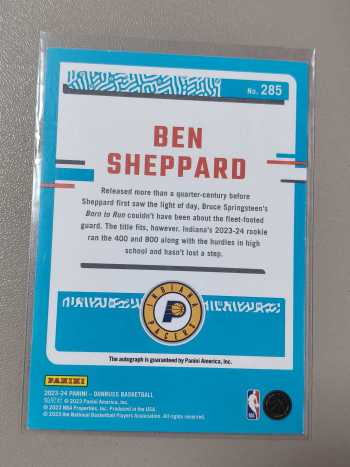 No. 285
BEN
SHEPPARD
Released more than a quarter-century before
Sheppard first saw the light of day, Bruce Springsteen's
Born to Run couldn't have been about the fleet-footed
guard. The title fits, however. Indiana's 2023-24 rookie
ran the 400 and 800 along with the hurdles in high
school and hasn't lost a step.
INDIANA
PACERS
The autograph is guaranteed by Panini America, Inc.
PANINI
2023-24 PANINI – DONRUSS BASKETBALL
© 2023 Panini America, Inc.
© 2023 NBA Properties, Inc. Produced in the USA.
© 2023 the National Basketball Players Association. All rights reserved.
NBA